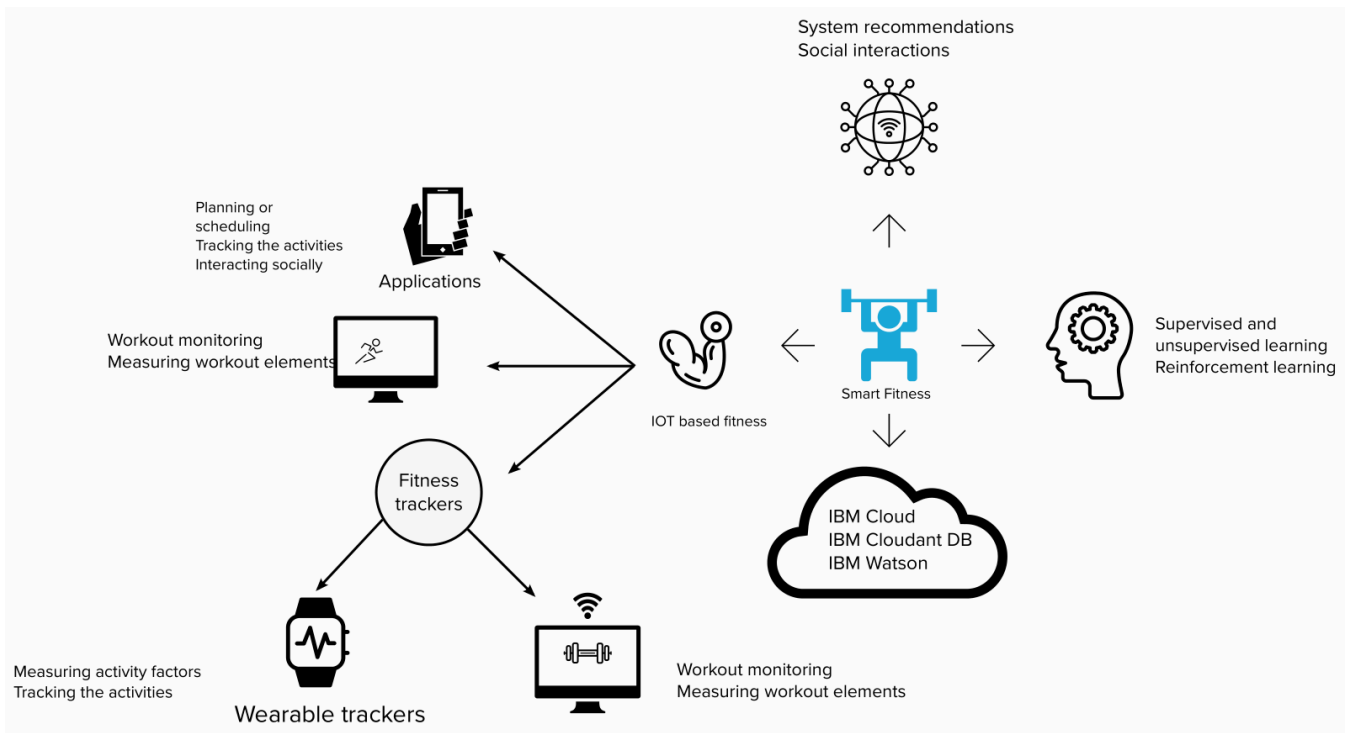 System recommendations
Social interactions
Planning or
scheduling
Tracking the activities
Interacting socially
Applications
Workout monitoring
Measuring workout elements
IOT based fitness
Smart Fitness
Supervised and
unsupervised learning
Reinforcement learning
Fitness
trackers
IBM Cloud
IBM Cloudant DB
IBM Watson
Measuring activity factors
Tracking the activities
Wearable trackers
Workout monitoring
Measuring workout elements